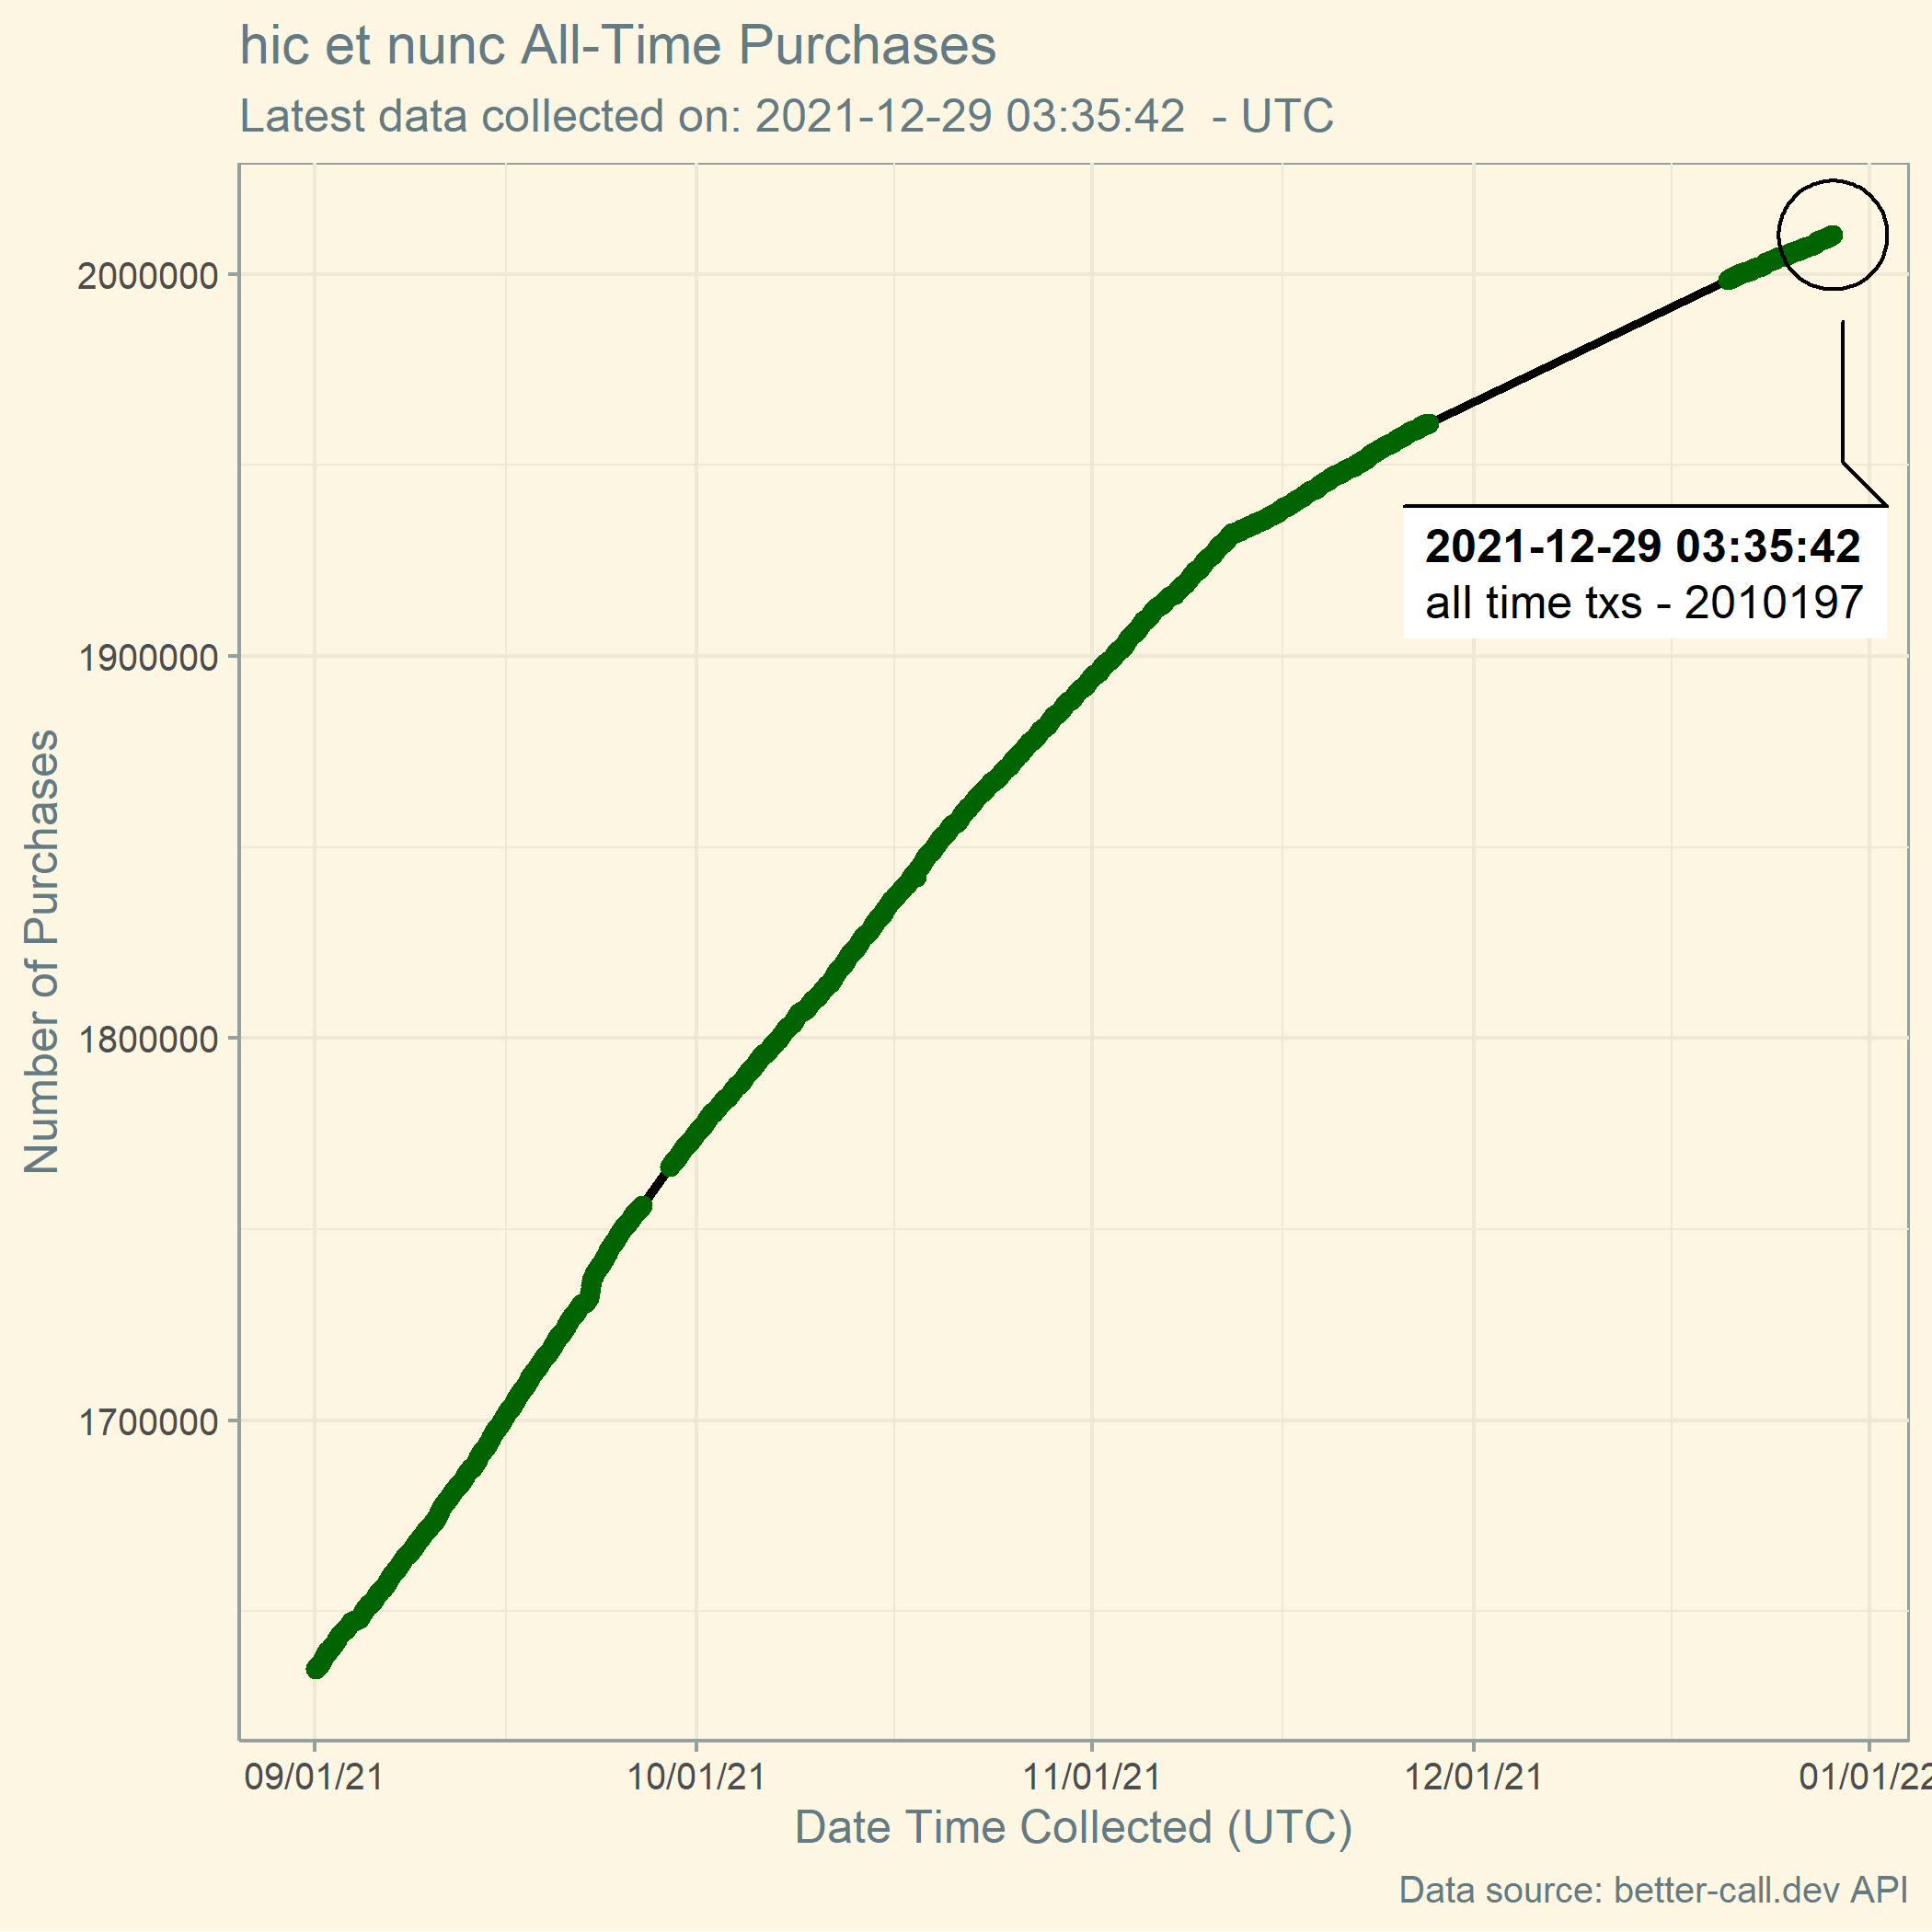 hic et nunc All-Time Purchases
Latest data collected on: 2021-12-29 03:35:42  - UTC
Number of Purchases
2000000
1900000
1800000
1700000
2021-12-29 03:35:42
all time txs - 2010197
09/01/21 10/01/21 11/01/21 12/01/21 01/01/22
Date Time Collected (UTC)
Data source: better-call.dev API